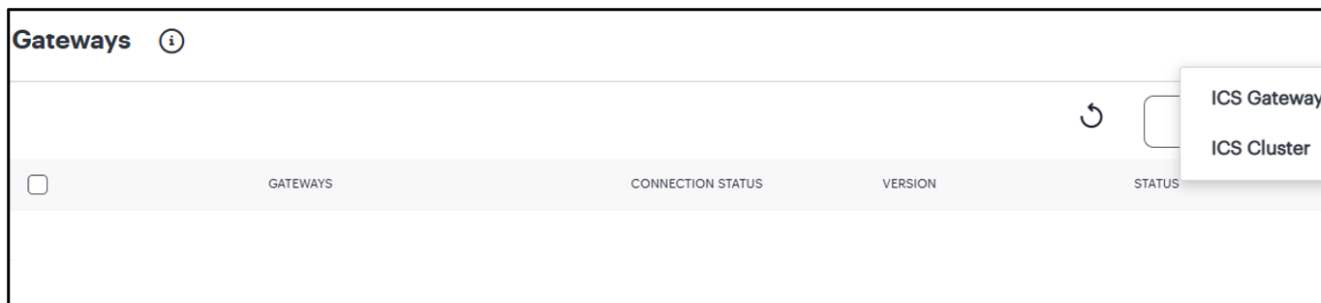 Gateways
ICS Gateway
ICS Cluster
GATEWAYS CONNECTION STATUS VERSION STATUS